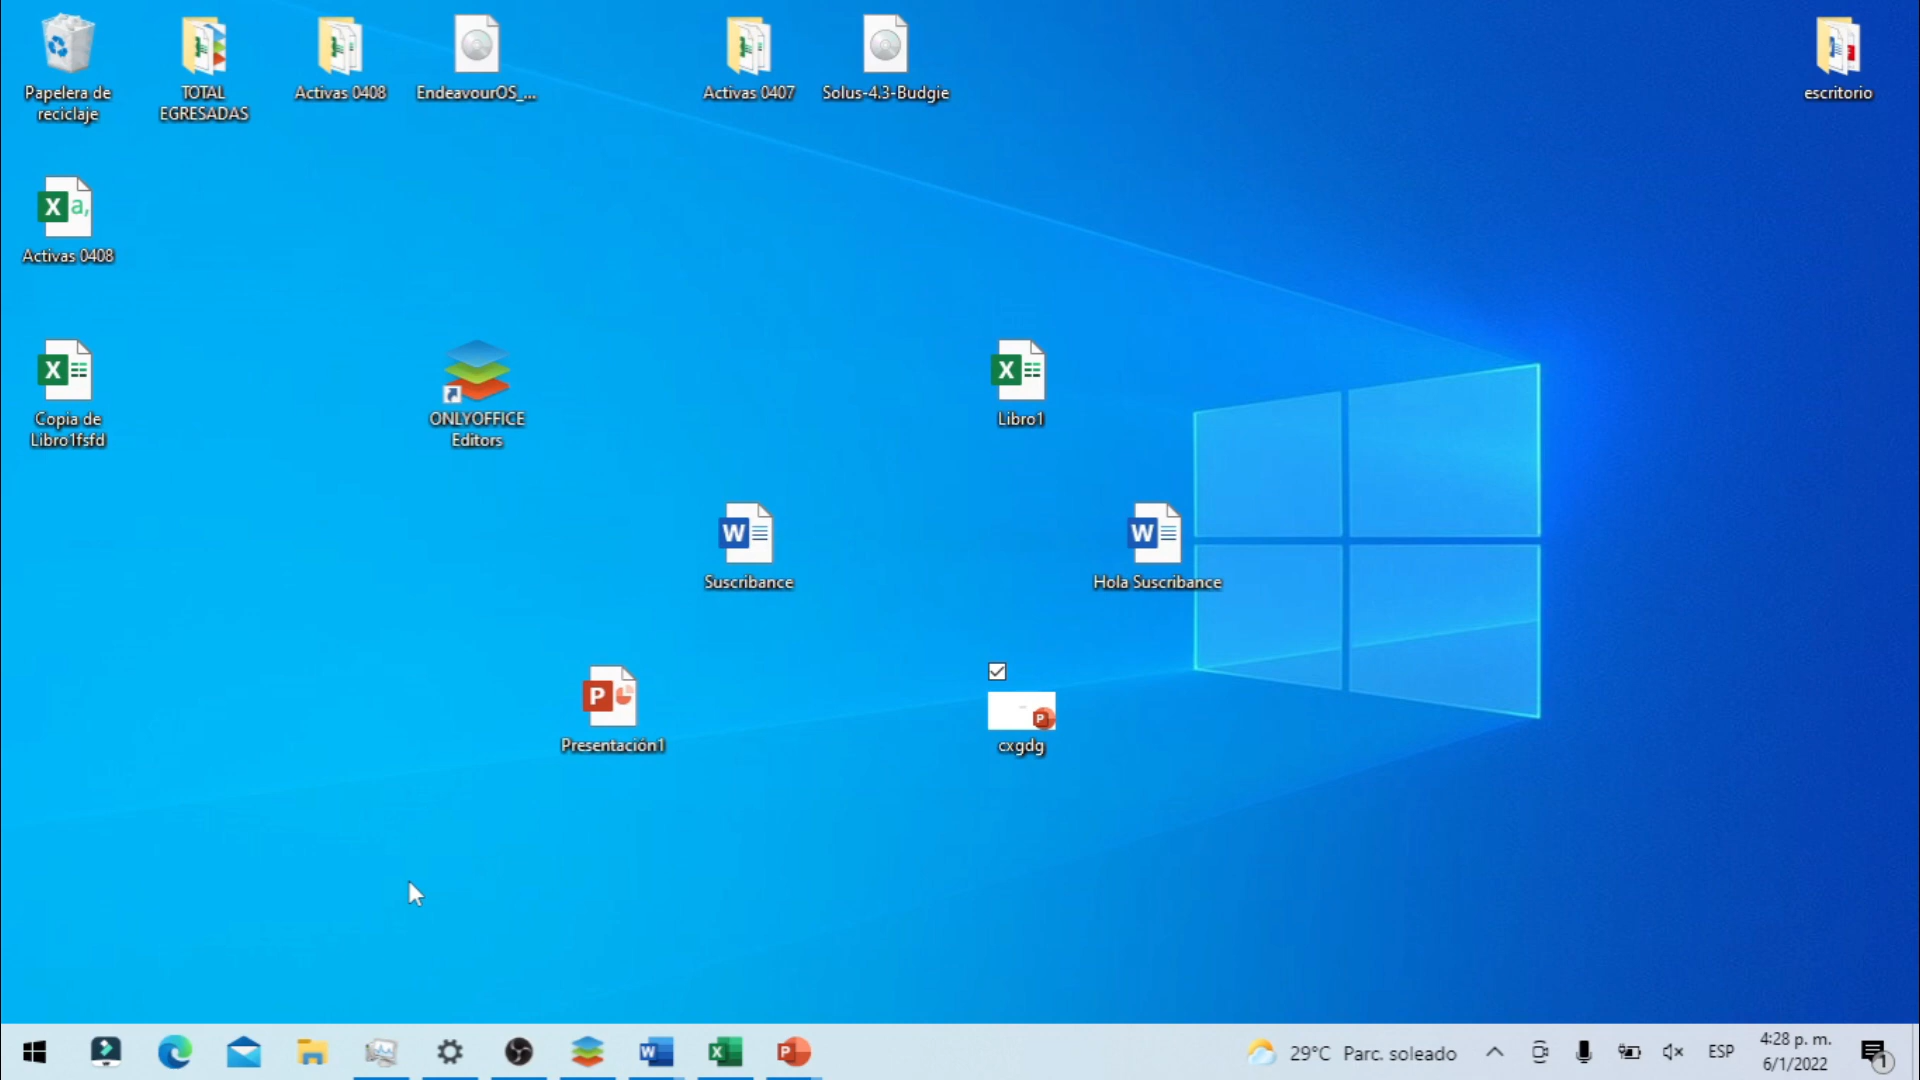 Papelera de
reciclaje
TOTAL
EGRESADAS
Activas 0408
EndeavourOS_...
Activas 0407
Solus-4.3-Budgie
escritorio
Activas 0408
Copia de
Libro1fsfd
ONLYOFFICE
Editors
Libro1
Suscribance
Hola Suscribance
Presentación1
cxgdg
29°C Parc. soleado
ESP
4:28 p. m.
6/1/2022
1